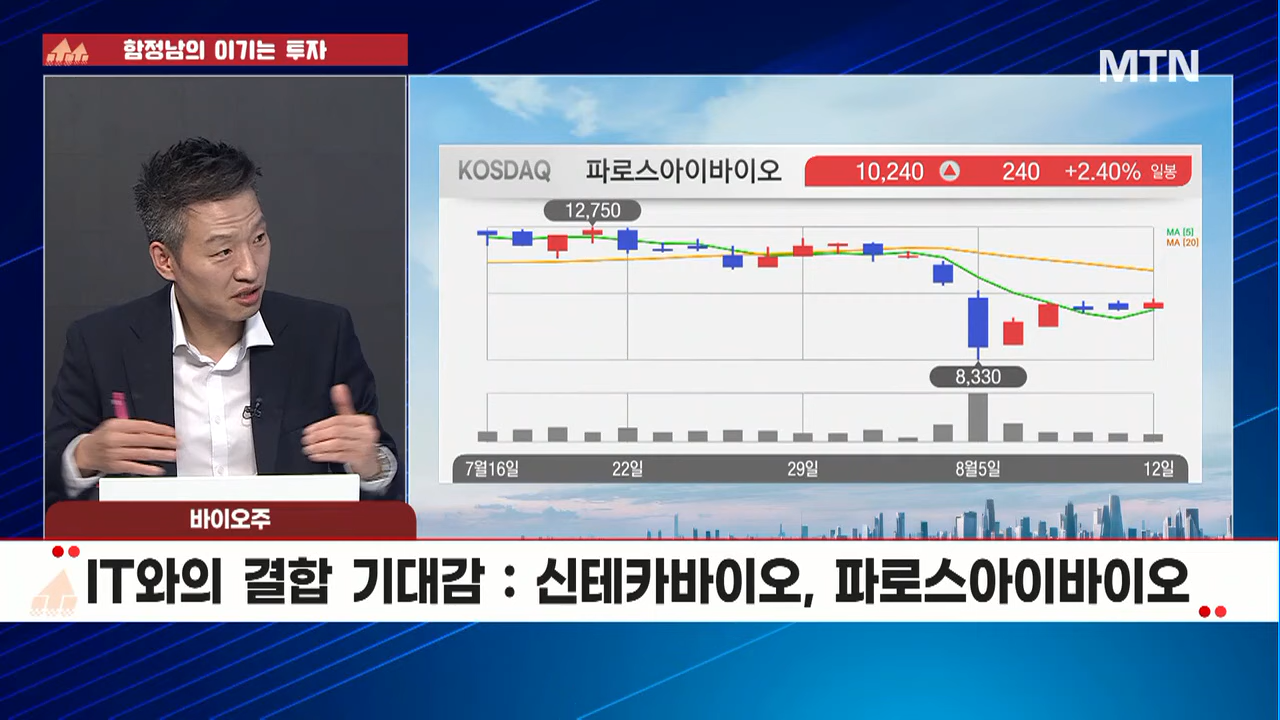 함정남의 이기는 투자
MTN
KOSDAQ 파로스아이바이오 10,240 240 +2.40% 일봉
12,750
MA [5]
MA [20]
8,330
7월16일 22일 29일 8월5일 12일
바이오주
IT와의 결합 기대감 : 신테카바이오, 파로스아이바이오